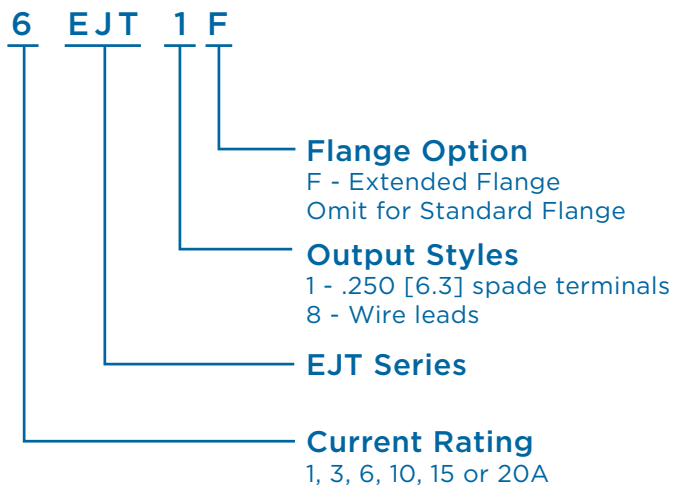 6 EJT 1 F
Flange Option
F - Extended Flange
Omit for Standard Flange
Output Styles
1 - .250 [6.3] spade terminals
8 - Wire leads
EJT Series
Current Rating
1, 3, 6, 10, 15 or 20A